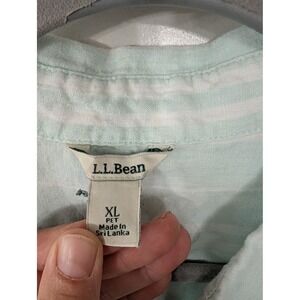 L.L.Bean
XL
PET
Made in
Sri Lanka